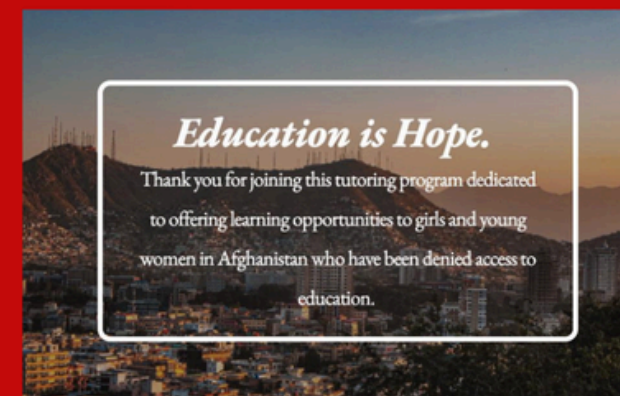 Education is Hope.
Thank you for joining this tutoring program dedicated
to offering learning opportunities to girls and young
women in Afghanistan who have been denied access to
education.